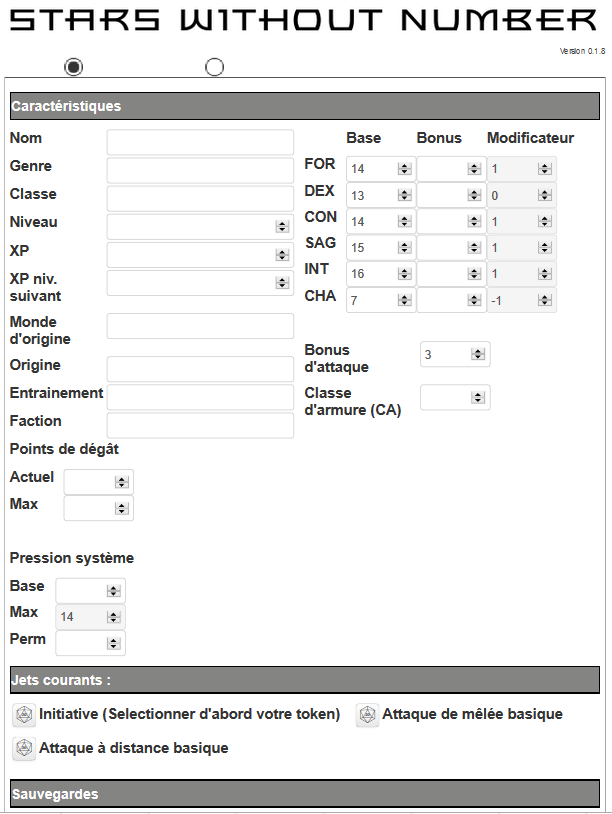 STARS WITHOUT NUMBER
Version 0.1.8
Caractéristiques
Nom
Genre
Classe
Niveau
XP
XP niv.
suivant
Monde
d'origine
Origine
Entrainement
Faction
Base Bonus Modificateur
FOR 14 1
DEX 13 0
CON 14 1
SAG 15 1
INT 16 1
CHA 7 -1
Bonus
d'attaque
3
Classe
d'armure (CA)
Points de dégât
Actuel
Max
Pression système
Base
Max 14
Perm
Jets courants :
Initiative (Selectionner d'abord votre token) Attaque de mêlée basique
Attaque à distance basique
Sauvegardes